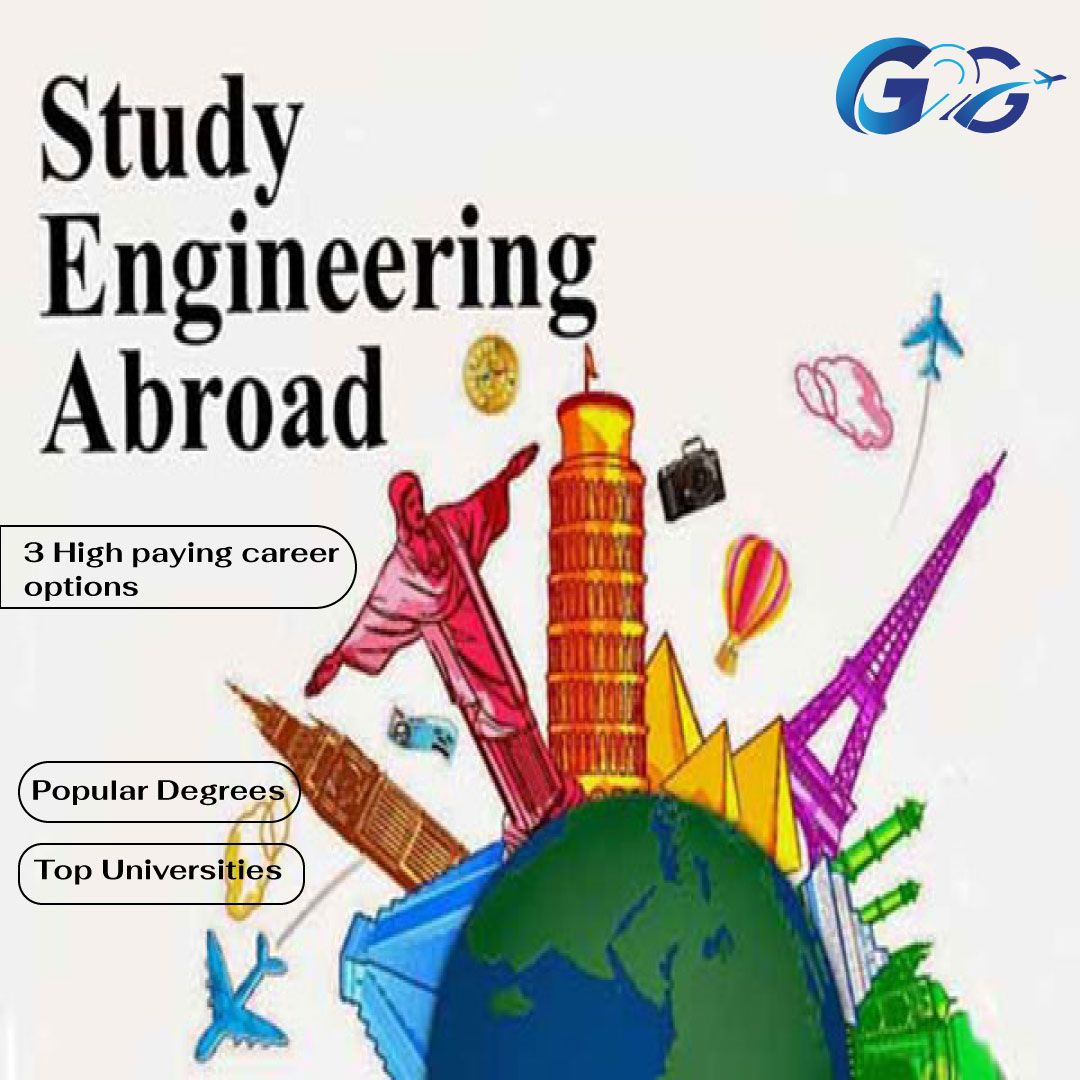 Study
Engineering
Abroad
3 High paying career
options
Popular Degrees
Top Universities